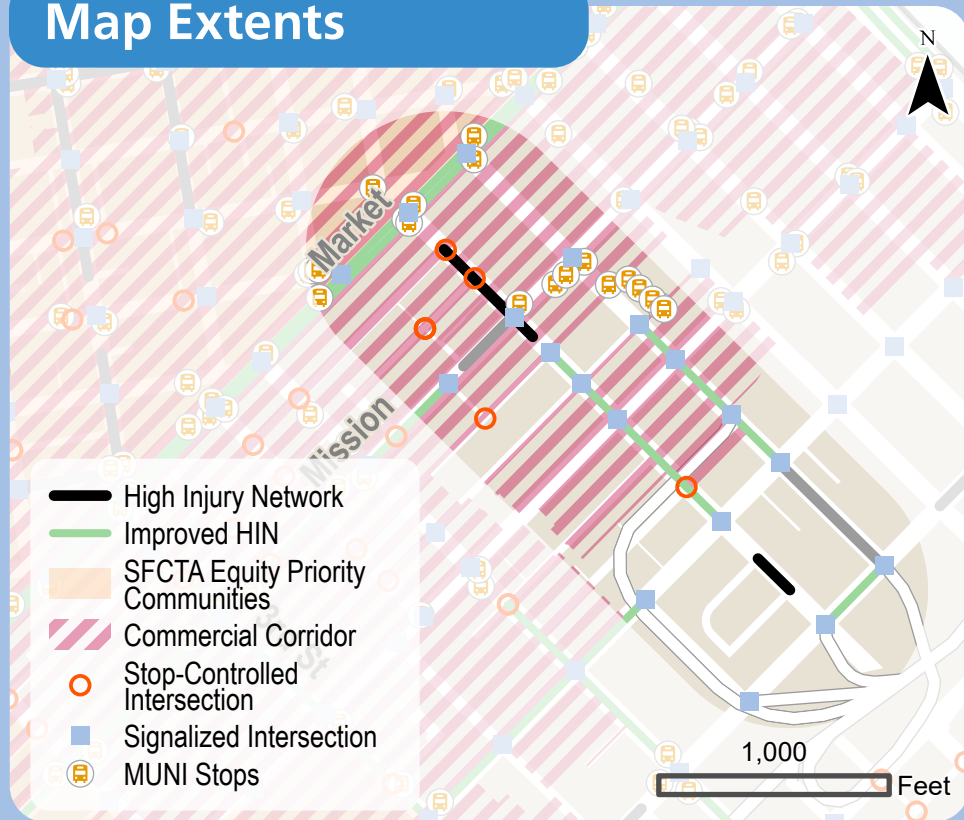 Map Extents
N
Market
Mission
High Injury Network
Improved HIN
SFCTA Equity Priority
Communities
Commercial Corridor
Stop-Controlled
Intersection
Signalized Intersection
MUNI Stops
1,000
Feet